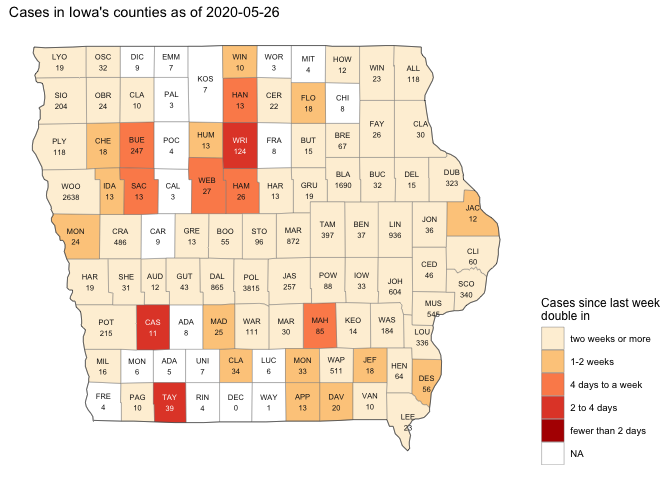 Cases in Iowa's counties as of 2020-05-26
LYO OSC DIC EMM KOS WIN WOR MIT HOW WIN ALL
19 32 9 7 7 10 3 4 12 23 118
SIO OBR CLA PAL HAN CER FLO CHI FAY CLA
204 24 10 3 13 22 18 8 26 30
PLY CHE BUE POC HUM WRI FRA BUT BRE
118 18 247 4 13 124 8 15 67
WOO IDA SAC CAL WEB HAM HAR GRU BLA BUC DEL DUB
2638 13 13 3 27 26 13 19 1690 32 15 323
MON CRA CAR GRE BOO STO MAR TAM BEN LIN JON JAC
24 486 9 13 55 96 872 397 37 936 36 12
CLI
60
HAR SHE AUD GUT DAL POL JAS POW IOW JOH CED SCO
19 31 12 43 865 3815 257 88 33 604 46 340
MUS
545
POT CAS ADA MAD WAR MAR MAH KEO WAS LOU
215 11 8 25 111 30 85 14 184 336
MIL MON ADA UNI CLA LUC MON WAP JEF HEN DES
16 6 5 7 34 6 33 511 18 64 56
FRE PAG TAY RIN DEC WAY APP DAV VAN LEE
4 10 39 4 0 1 13 20 10 23
Cases since last week
double in
two weeks or more
1-2 weeks
4 days to a week
2 to 4 days
fewer than 2 days
NA